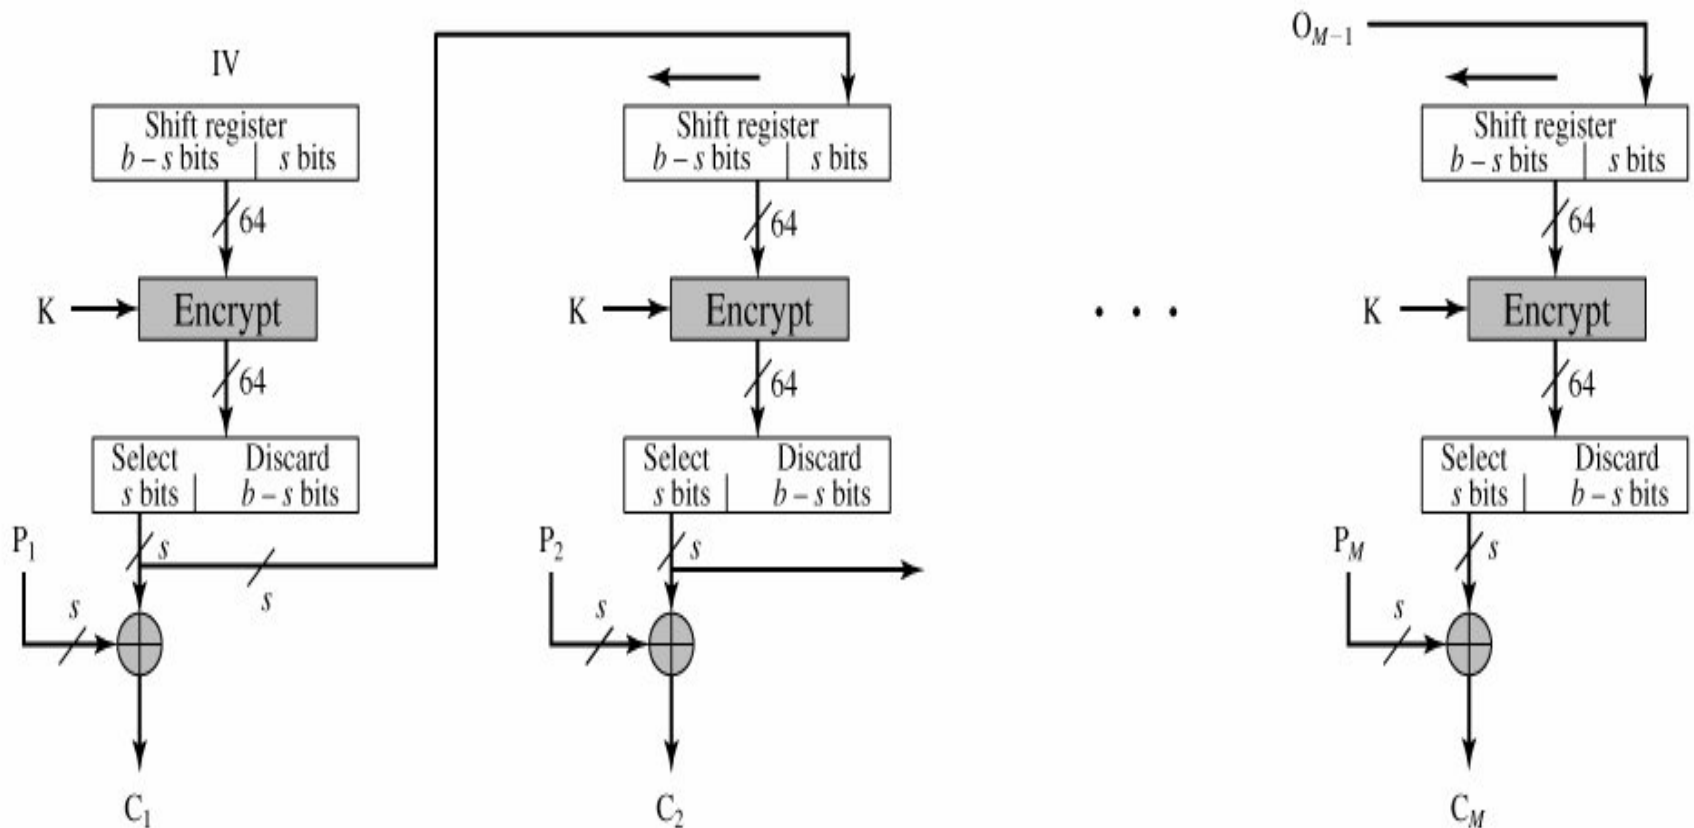 IV
Shift register
b – s bits | s bits
64
K
Encrypt
64
Select Discard
s bits | b – s bits
P1
s
s
s
C1
Shift register
b – s bits | s bits
64
K
Encrypt
64
Select Discard
s bits | b – s bits
P2
s
s
C2
. . .
OM–1
Shift register
b – s bits | s bits
64
K
Encrypt
64
Select Discard
s bits | b – s bits
PM
s
s
CM